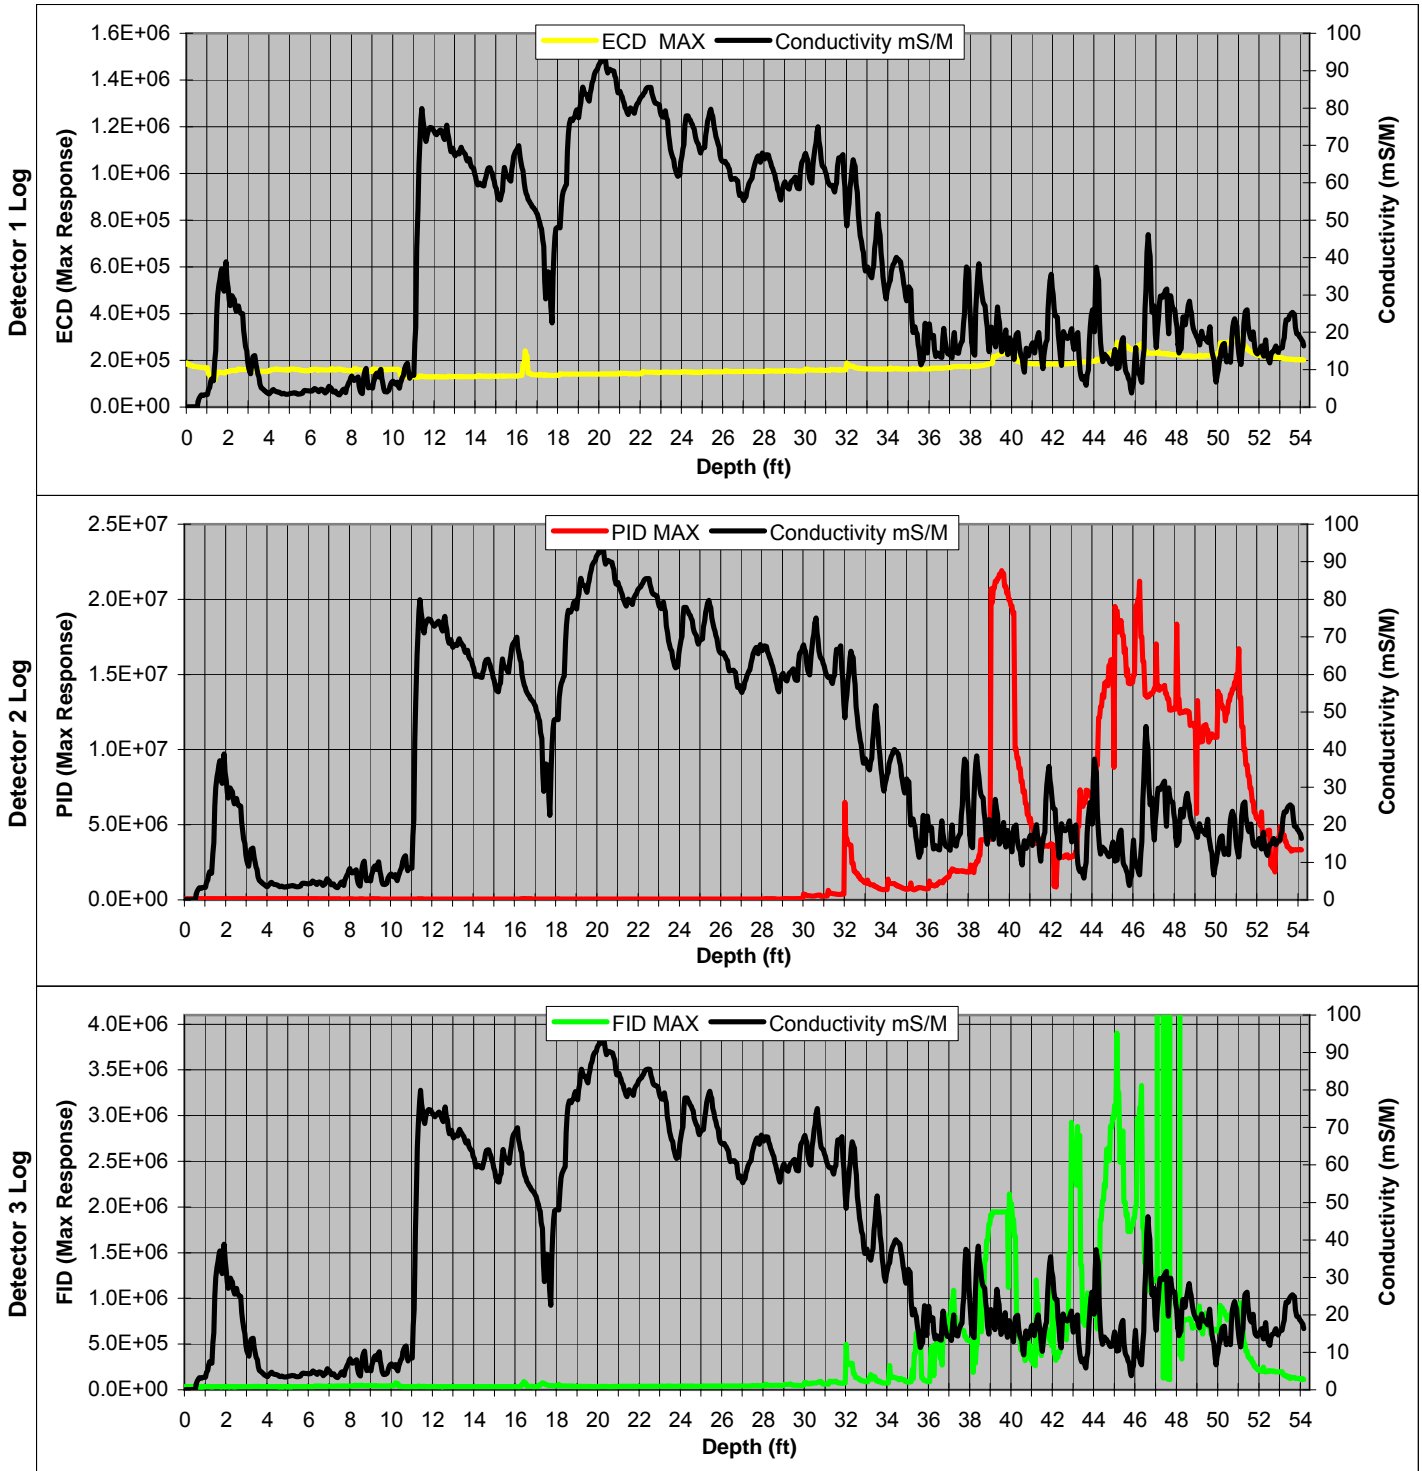 Detector 1 Log
ECD (Max Response)
1.6E+06
1.4E+06
1.2E+06
1.0E+06
8.0E+05
6.0E+05
4.0E+05
2.0E+05
0.0E+00
ECD MAX Conductivity mS/M
100
90
80
70
60
50
40
30
20
10
0
Conductivity (mS/M)
0 2 4 6 8 10 12 14 16 18 20 22 24 26 28 30 32 34 36 38 40 42 44 46 48 50 52 54
Depth (ft)
Detector 2 Log
PID (Max Response)
2.5E+07
2.0E+07
1.5E+07
1.0E+07
5.0E+06
0.0E+00
PID MAX Conductivity mS/M
100
90
80
70
60
50
40
30
20
10
0
Conductivity (mS/M)
0 2 4 6 8 10 12 14 16 18 20 22 24 26 28 30 32 34 36 38 40 42 44 46 48 50 52 54
Depth (ft)
Detector 3 Log
FID (Max Response)
4.0E+06
3.5E+06
3.0E+06
2.5E+06
2.0E+06
1.5E+06
1.0E+06
5.0E+05
0.0E+00
FID MAX Conductivity mS/M
100
90
80
70
60
50
40
30
20
10
0
Conductivity (mS/M)
0 2 4 6 8 10 12 14 16 18 20 22 24 26 28 30 32 34 36 38 40 42 44 46 48 50 52 54
Depth (ft)